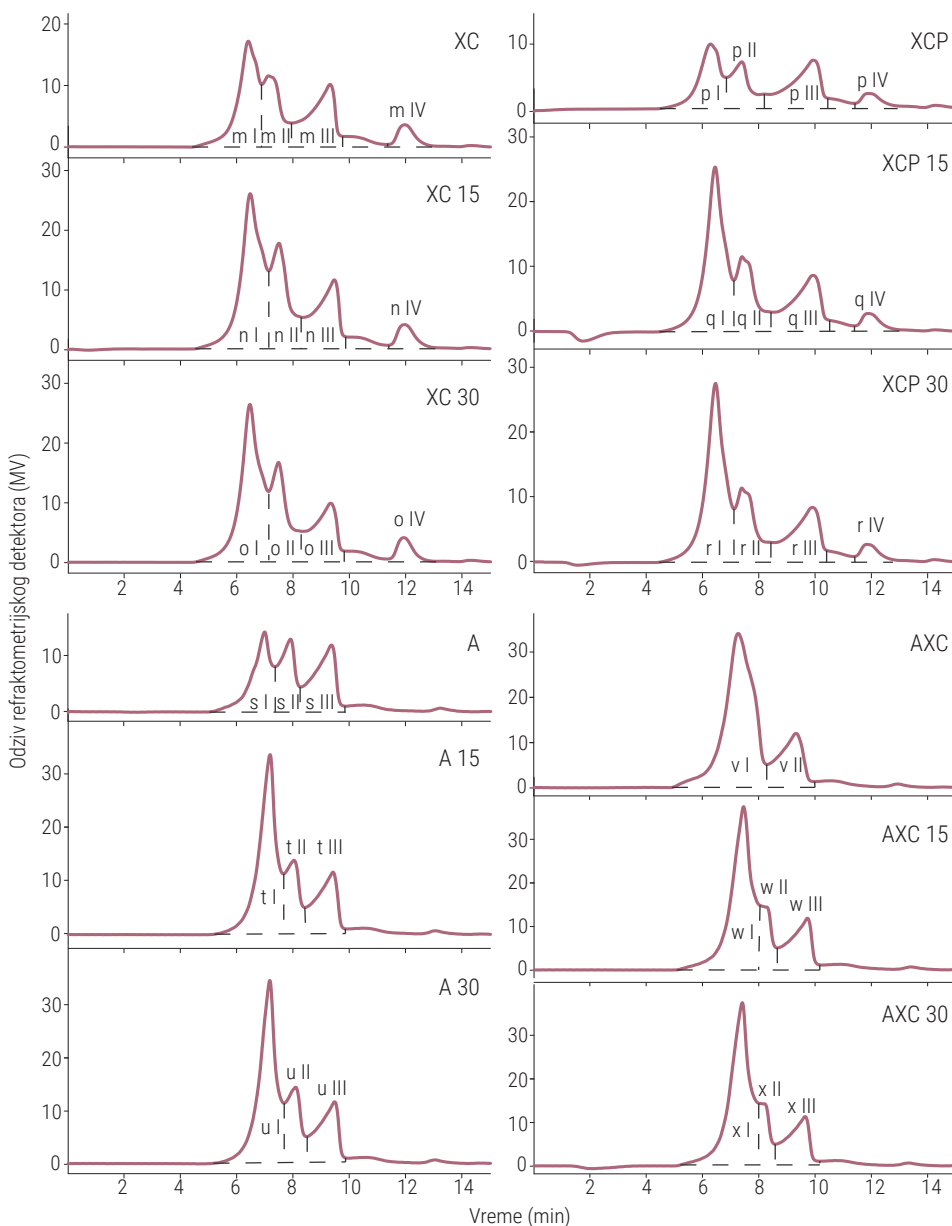 Odziv refraktometrijskog detektora (MV)
20
10
0
XC
m I m II m III
m IV
30
20
10
0
XC 15
n I n II n III
n IV
30
20
10
0
XC 30
o I o II o III
o IV
2 4 6 8 10 12 14
10
0
A
s I s II s III
30
20
10
0
A 15
t I
t II
t III
30
20
10
0
A 30
u I
u II
u III
2 4 6 8 10 12 14
10
0
XCP
p I
p II
p III
p IV
30
20
10
0
XCP 15
q I q II q III
q IV
30
20
10
0
XCP 30
r I r II r III
r IV
2 4 6 8 10 12 14
30
20
10
0
AXC
v I v II
30
20
10
0
AXC 15
w I
w II
w III
30
20
10
0
AXC 30
x I
x II
x III
2 4 6 8 10 12 14
Vreme (min)